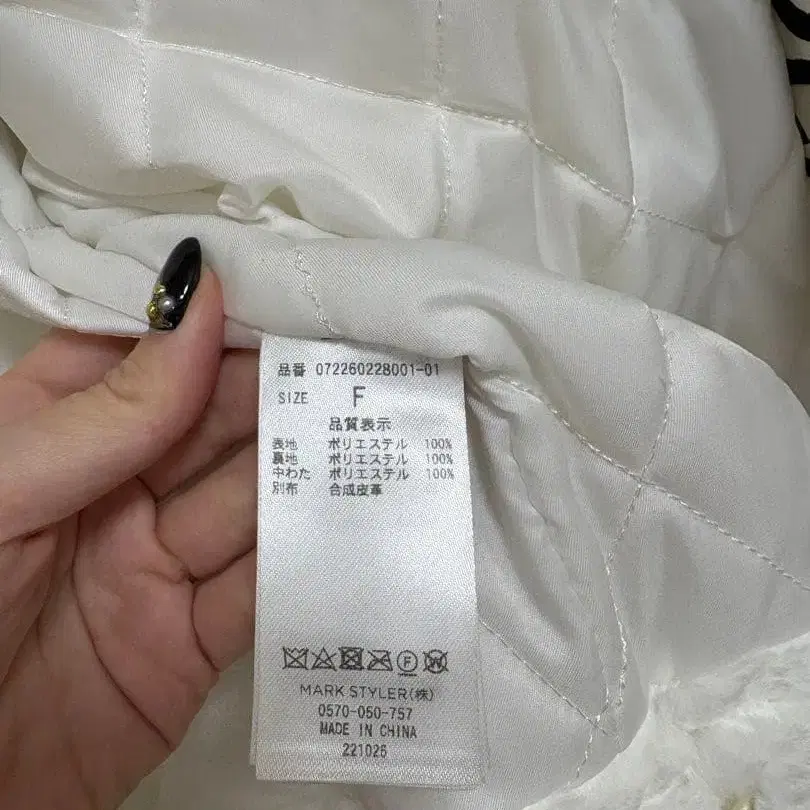 品番 072260228001-01
SIZE F
品質表示
表地 ポリエステル 100%
裏地 ポリエステル 100%
中わた ポリエステル 100%
別布 合成皮革
F W
MARK STYLER(株)
0570-050-757
MADE IN CHINA
221026